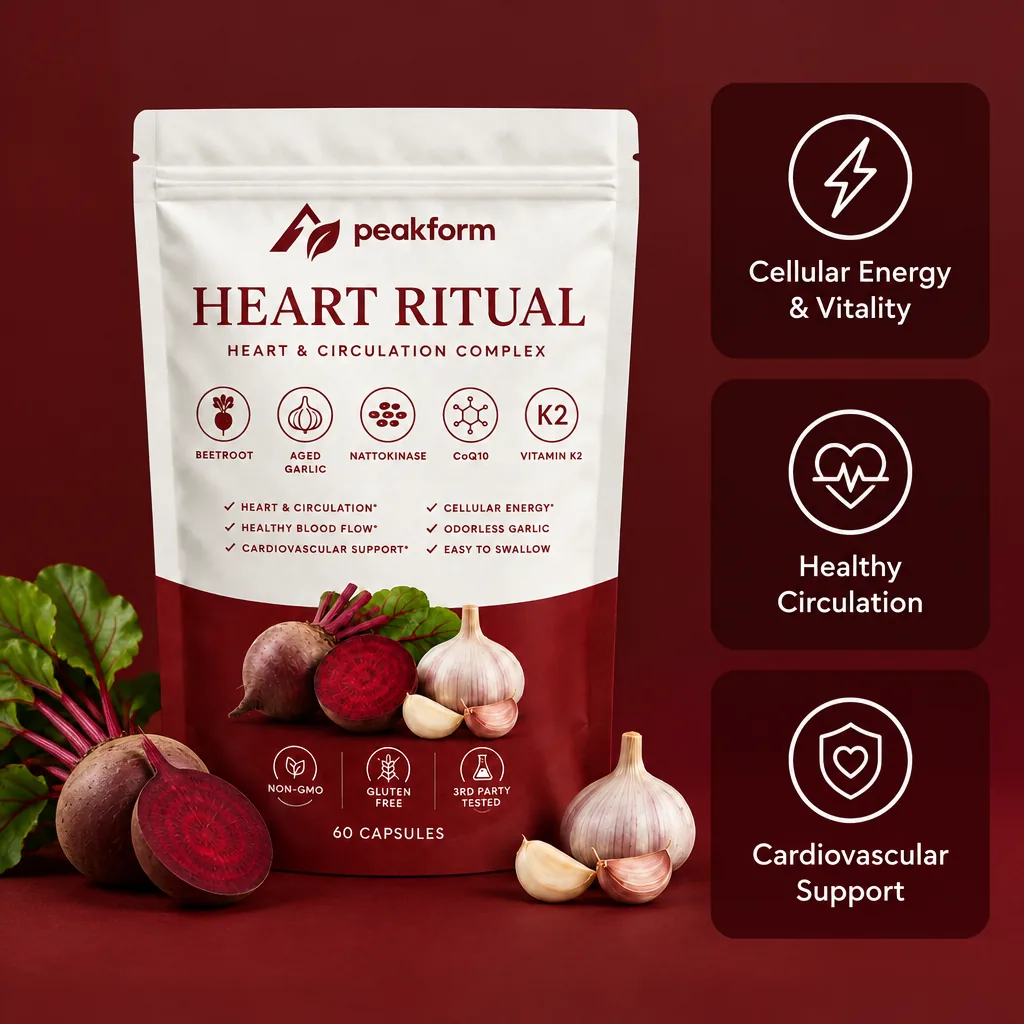 peakform
HEART RITUAL
HEART & CIRCULATION COMPLEX
BEETROOT
AGED
GARLIC
NATTOKINASE
CoQ10
K2
VITAMIN K2
✓ HEART & CIRCULATION*
✓ HEALTHY BLOOD FLOW*
✓ CARDIOVASCULAR SUPPORT*
✓ CELLULAR ENERGY*
✓ ODORLESS GARLIC
✓ EASY TO SWALLOW
NON-GMO
GLUTEN
FREE
3RD PARTY
TESTED
60 CAPSULES
Cellular Energy
& Vitality
Healthy
Circulation
Cardiovascular
Support